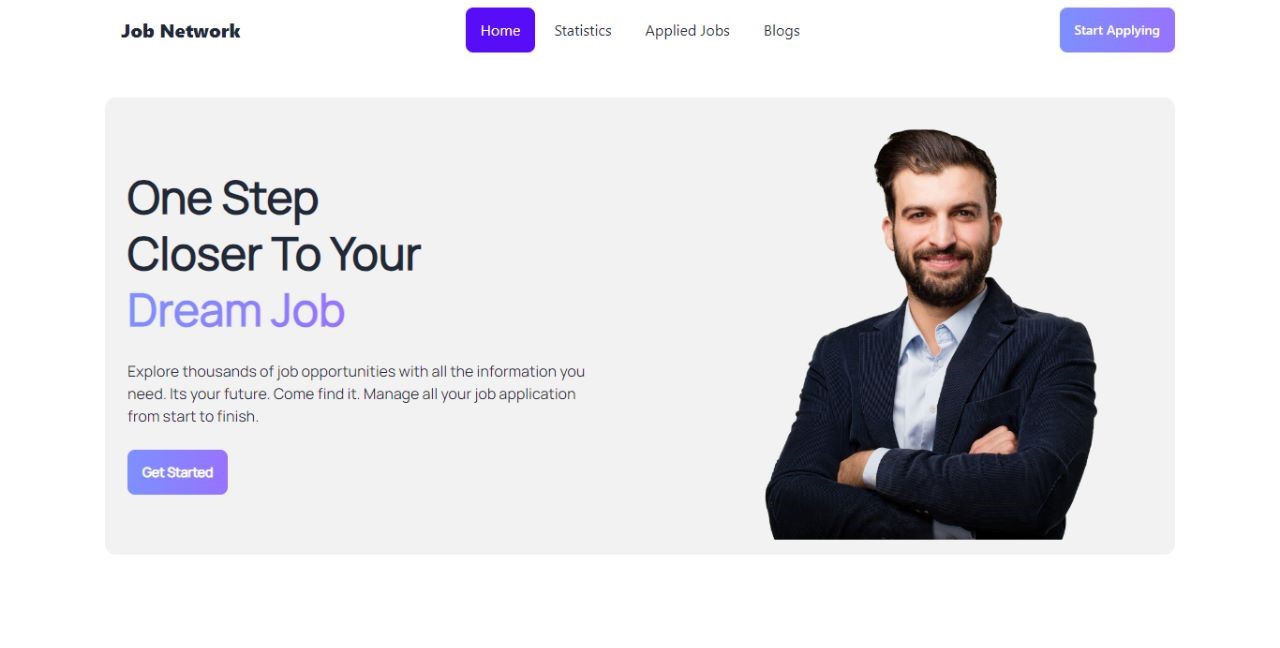 Job Network
Home
Statistics
Applied Jobs
Blogs
Start Applying
One Step
Closer To Your
Dream Job
Explore thousands of job opportunities with all the information you
need. Its your future. Come find it. Manage all your job application
from start to finish.
Get Started